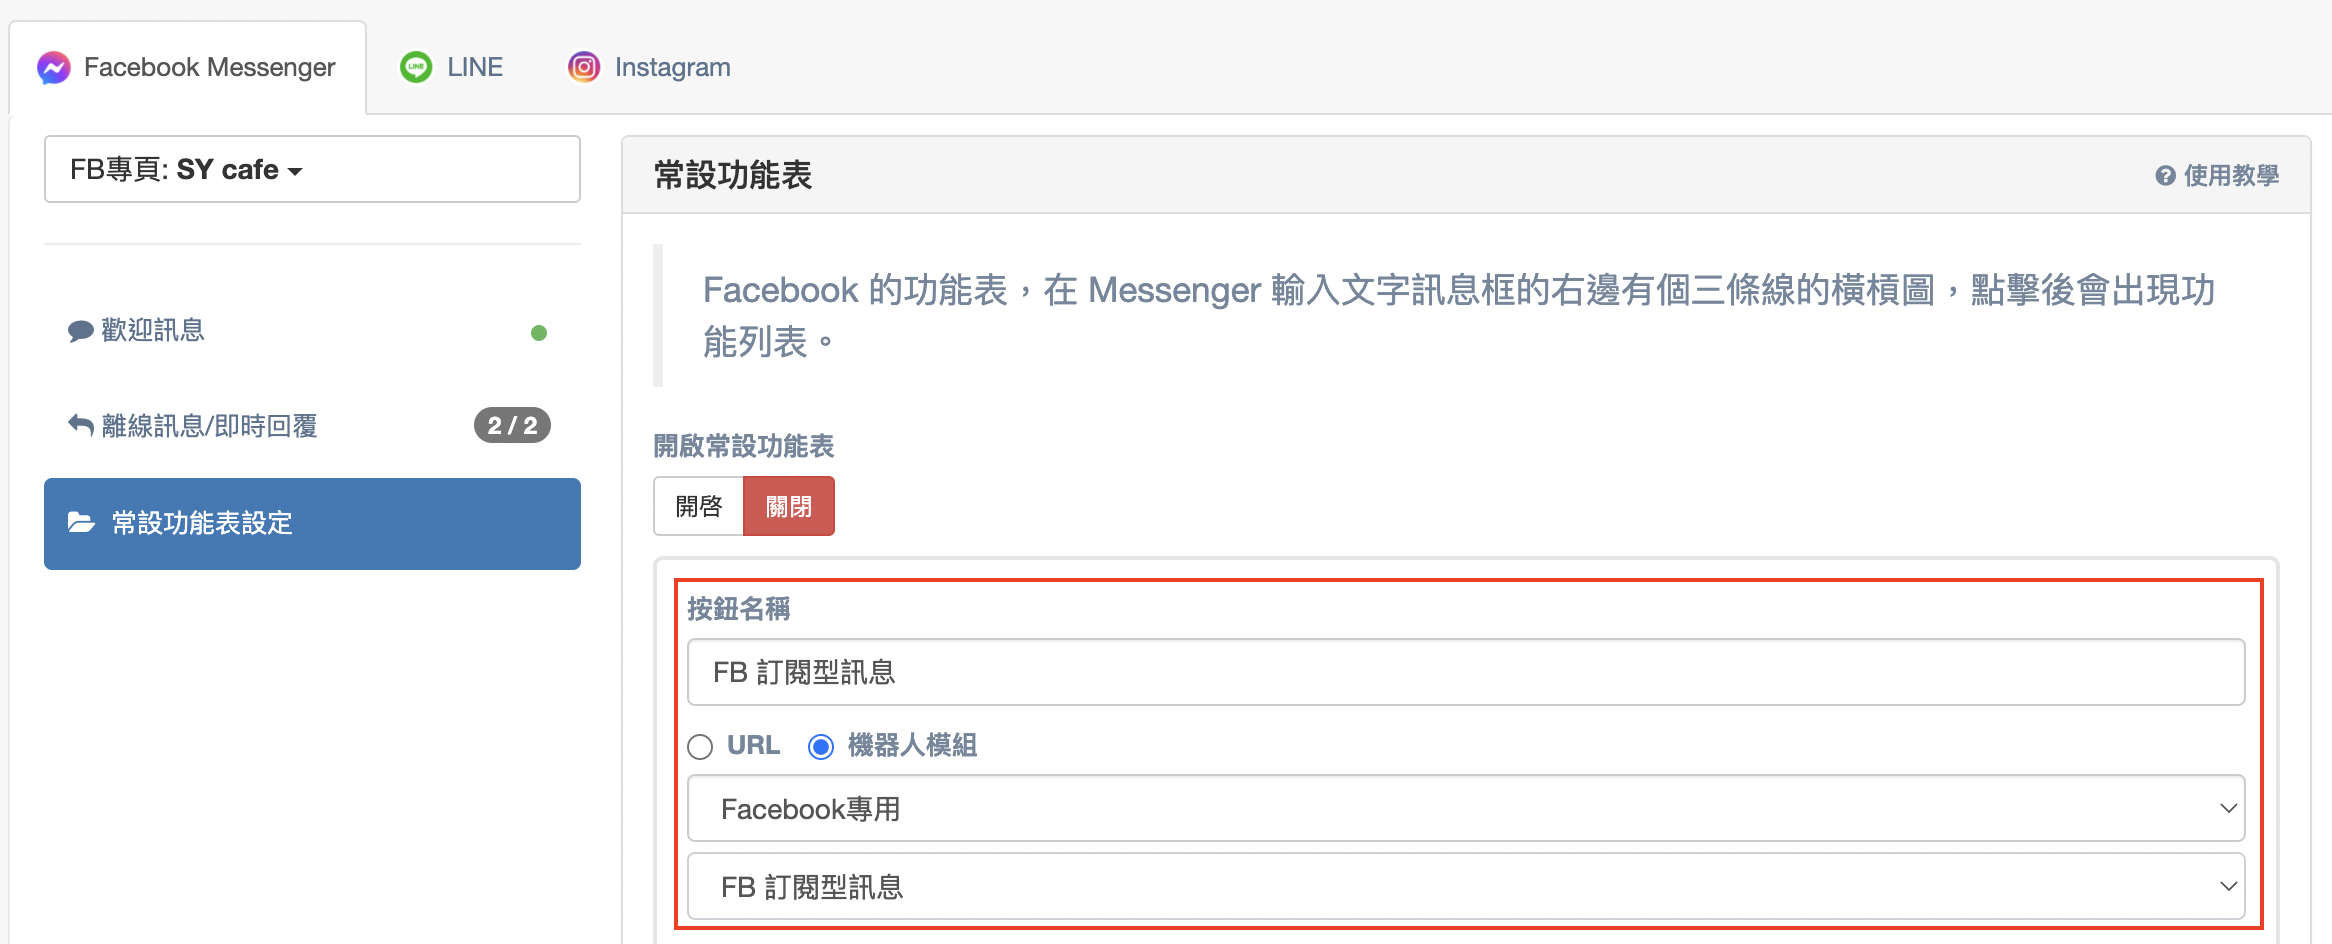 Facebook Messenger
LINE
Instagram
FB專頁: SY cafe
歡迎訊息
離線訊息/即時回覆
2 / 2
常設功能表設定
常設功能表
使用教學
Facebook 的功能表，在 Messenger 輸入文字訊息框的右邊有個三條線的橫槓圖，點擊後會出現功
能列表。
開啟常設功能表
開啓
關閉
按鈕名稱
FB 訂閱型訊息
URL
機器人模組
Facebook專用
FB 訂閱型訊息